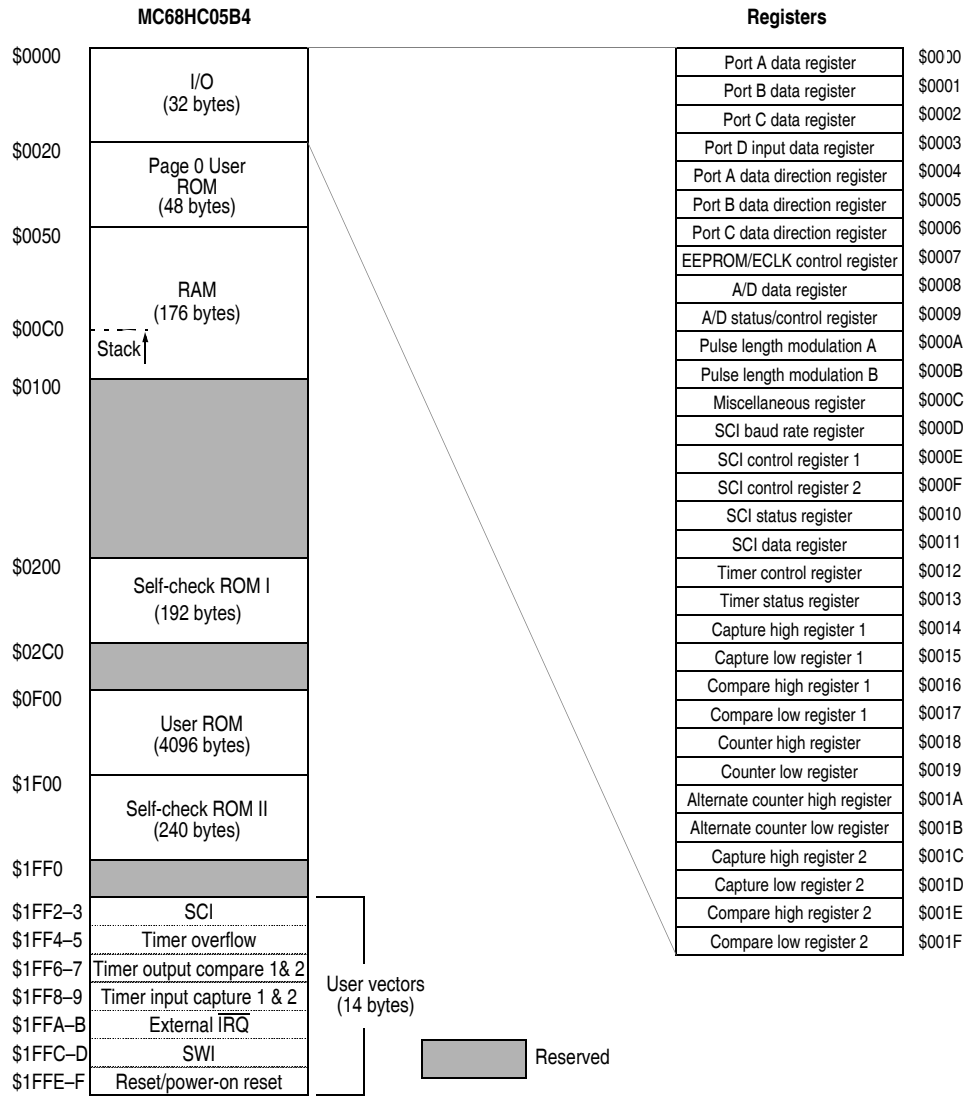 MC68HC05B4
Registers
$0000
I/O
(32 bytes)
$0020
Page 0 User
ROM
(48 bytes)
$0050
RAM
(176 bytes)
$00C0
Stack
$0100
$0200
Self-check ROM I
(192 bytes)
$02C0
$0F00
User ROM
(4096 bytes)
$1F00
Self-check ROM II
(240 bytes)
$1FF0
$1FF2–3 SCI
$1FF4–5 Timer overflow
$1FF6–7 Timer output compare 1& 2
$1FF8–9 Timer input capture 1 & 2
$1FFA–B External IRQ
$1FFC–D SWI
$1FFE–F Reset/power-on reset
User vectors
(14 bytes)
Reserved
Port A data register $0000
Port B data register $0001
Port C data register $0002
Port D input data register $0003
Port A data direction register $0004
Port B data direction register $0005
Port C data direction register $0006
EEPROM/ECLK control register $0007
A/D data register $0008
A/D status/control register $0009
Pulse length modulation A $000A
Pulse length modulation B $000B
Miscellaneous register $000C
SCI baud rate register $000D
SCI control register 1 $000E
SCI control register 2 $000F
SCI status register $0010
SCI data register $0011
Timer control register $0012
Timer status register $0013
Capture high register 1 $0014
Capture low register 1 $0015
Compare high register 1 $0016
Compare low register 1 $0017
Counter high register $0018
Counter low register $0019
Alternate counter high register $001A
Alternate counter low register $001B
Capture high register 2 $001C
Capture low register 2 $001D
Compare high register 2 $001E
Compare low register 2 $001F